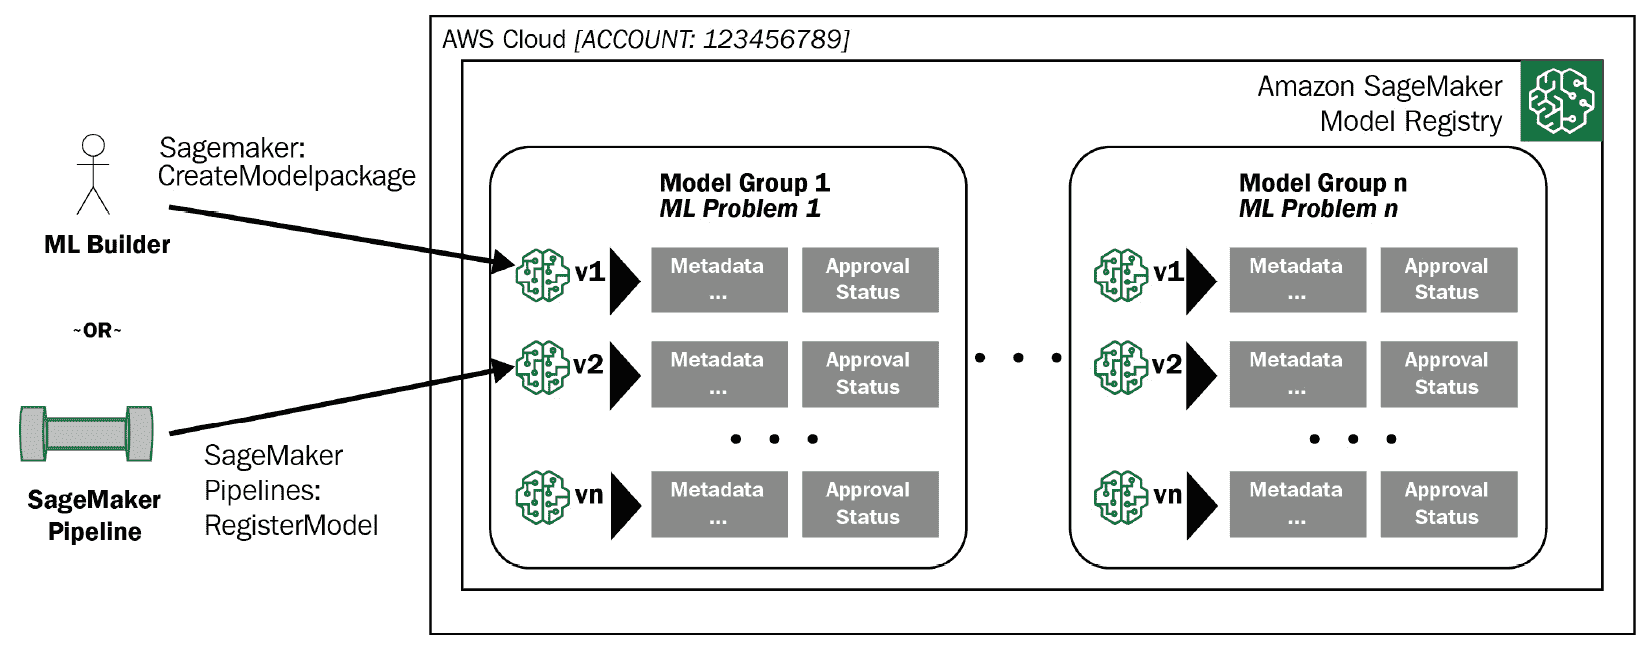 AWS Cloud [ACCOUNT: 123456789]
Amazon SageMaker
Model Registry
Sagemaker:
CreateModelpackage
ML Builder
~OR~
SageMaker
Pipelines:
RegisterModel
SageMaker
Pipeline
Model Group 1
ML Problem 1
v1
Metadata
...
Approval
Status
v2
Metadata
...
Approval
Status
vn
Metadata
...
Approval
Status
Model Group n
ML Problem n
v1
Metadata
...
Approval
Status
v2
Metadata
...
Approval
Status
vn
Metadata
...
Approval
Status